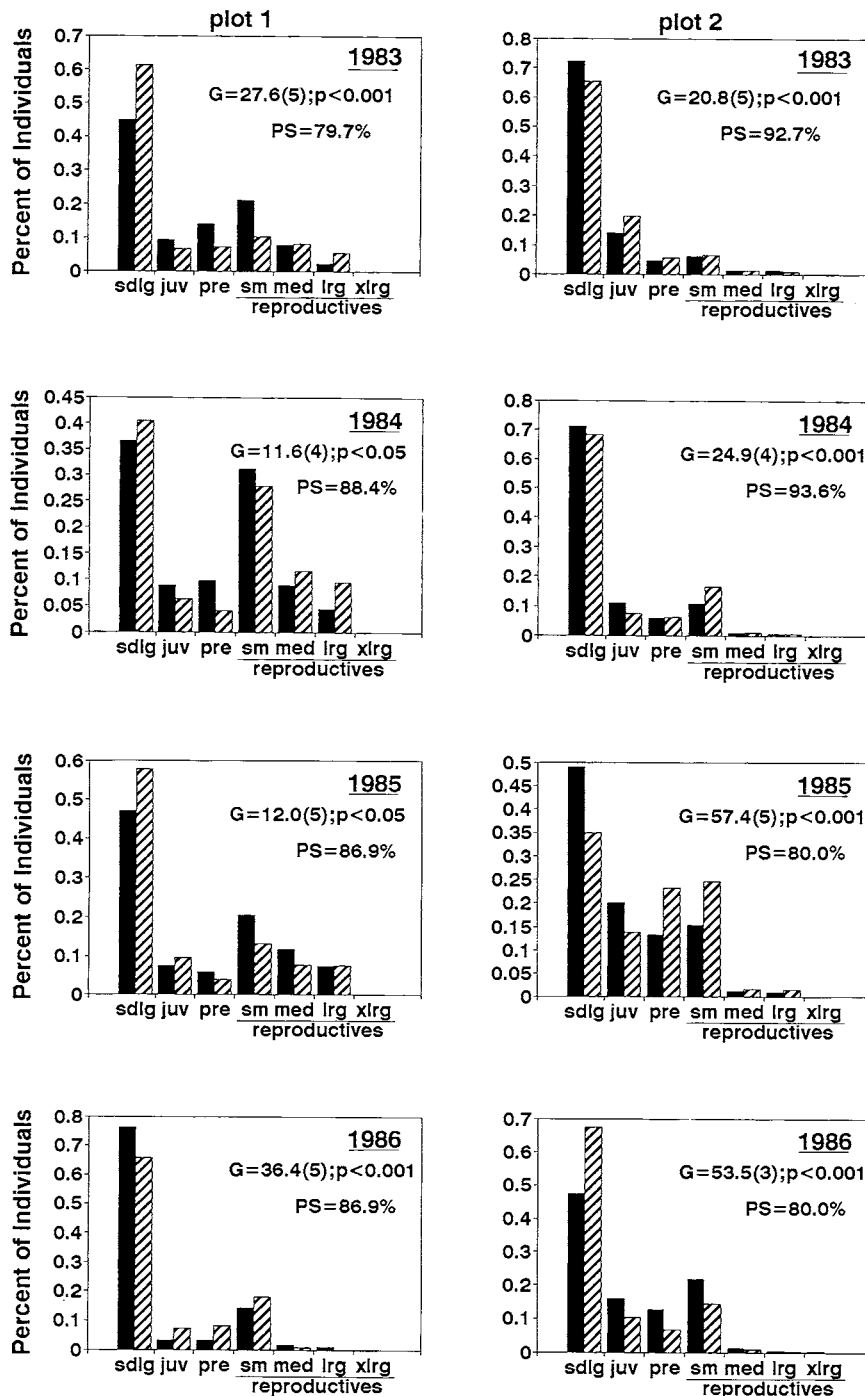 plot 1
Percent of Individuals
0.7
0.6
0.5
0.4
0.3
0.2
0.1
0
1983
G=27.6(5);p<0.001
PS=79.7%
sdlg juv pre sm med lrg xlrg
reproductives
plot 2
0.8
0.7
0.6
0.5
0.4
0.3
0.2
0.1
0
1983
G=20.8(5);p<0.001
PS=92.7%
sdlg juv pre sm med lrg xlrg
reproductives
Percent of Individuals
0.45
0.4
0.35
0.3
0.25
0.2
0.15
0.1
0.05
0
1984
G=11.6(4);p<0.05
PS=88.4%
sdlg juv pre sm med lrg xlrg
reproductives
0.8
0.7
0.6
0.5
0.4
0.3
0.2
0.1
0
1984
G=24.9(4);p<0.001
PS=93.6%
sdlg juv pre sm med lrg xlrg
reproductives
Percent of Individuals
0.6
0.5
0.4
0.3
0.2
0.1
0
1985
G=12.0(5);p<0.05
PS=86.9%
sdlg juv pre sm med lrg xlrg
reproductives
0.5
0.45
0.4
0.35
0.3
0.25
0.2
0.15
0.1
0.05
0
1985
G=57.4(5);p<0.001
PS=80.0%
sdlg juv pre sm med lrg xlrg
reproductives
Percent of Individuals
0.8
0.7
0.6
0.5
0.4
0.3
0.2
0.1
0
1986
G=36.4(5);p<0.001
PS=86.9%
sdlg juv pre sm med lrg xlrg
reproductives
0.7
0.6
0.5
0.4
0.3
0.2
0.1
0
1986
G=53.5(3);p<0.001
PS=80.0%
sdlg juv pre sm med lrg xlrg
reproductives